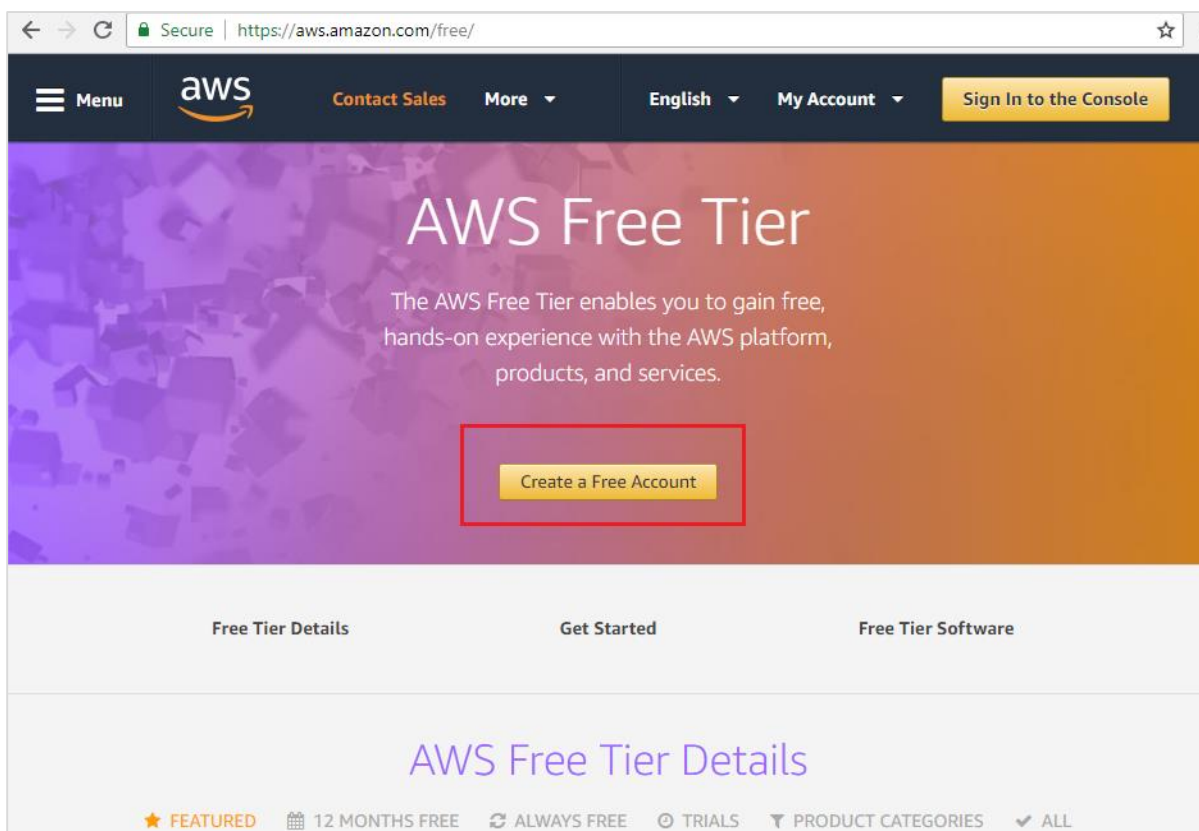 Secure | https://aws.amazon.com/free/
Menu aws Contact Sales More English My Account Sign In to the Console
AWS Free Tier
The AWS Free Tier enables you to gain free,
hands-on experience with the AWS platform,
products, and services.
Create a Free Account
Free Tier Details Get Started Free Tier Software
AWS Free Tier Details
FEATURED 12 MONTHS FREE ALWAYS FREE TRIALS PRODUCT CATEGORIES ALL